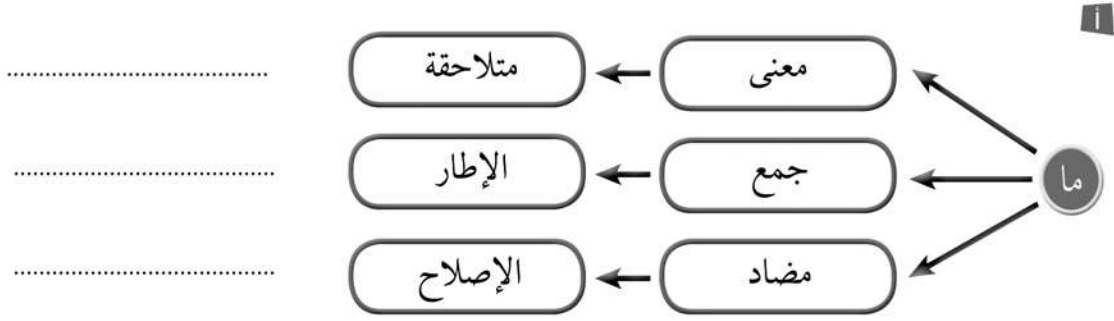 أ
معنى متلاحقة ......................................
ما جمع الإطار ......................................
مضاد الإصلاح ......................................